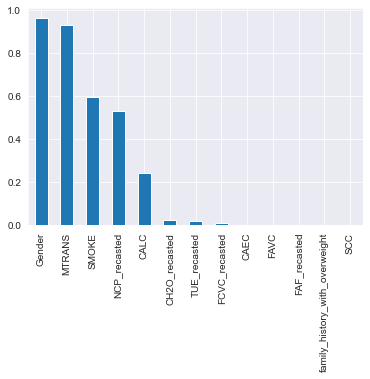 1.0
0.8
0.6
0.4
0.2
0.0
Gender
MTRANS
SMOKE
NCP_recasted
CALC
CH2O_recasted
TUE_recasted
FCVC_recasted
CAEC
FAVC
FAF_recasted
family_history_with_overweight
SCC